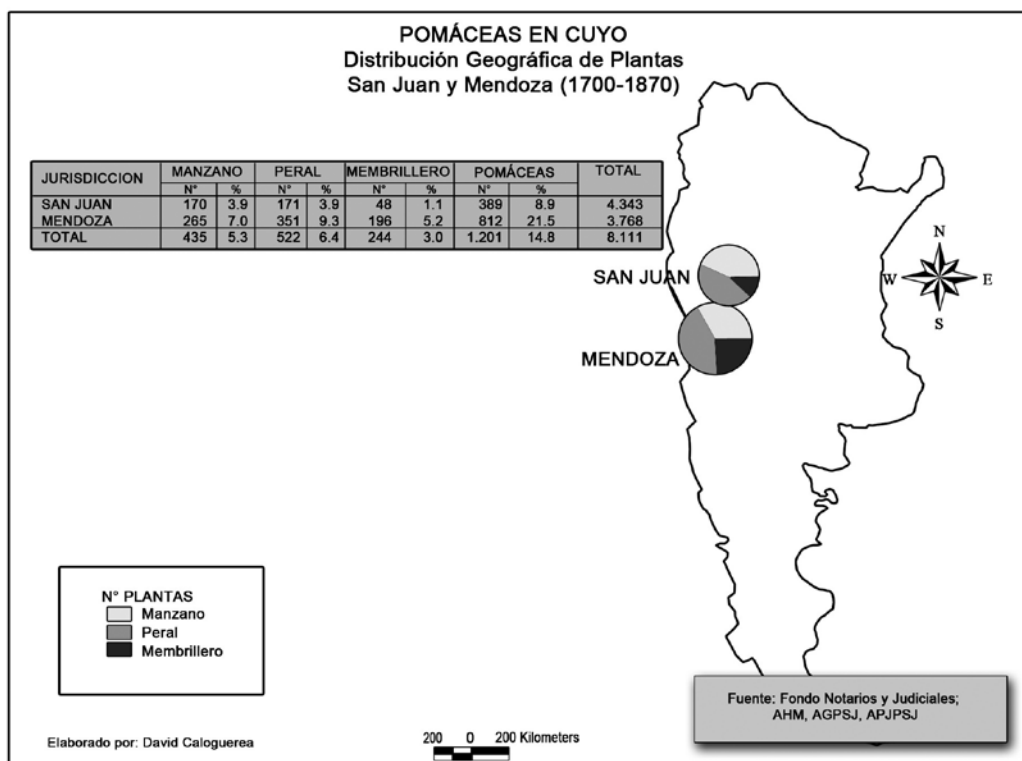 POMÁCEAS EN CUYO
Distribución Geográfica de Plantas
San Juan y Mendoza (1700-1870)
JURISDICCION MANZANO PERAL MEMBRILLERO POMÁCEAS TOTAL
N° % N° % N° % N° %
SAN JUAN 170 3.9 171 3.9 48 1.1 389 8.9 4.343
MENDOZA 265 7.0 351 9.3 196 5.2 812 21.5 3.768
TOTAL 435 5.3 522 6.4 244 3.0 1.201 14.8 8.111
SAN JUAN
MENDOZA
N
W E
S
N° PLANTAS
Manzano
Peral
Membrillero
Fuente: Fondo Notarios y Judiciales;
AHM, AGPSJ, APJPSJ
Elaborado por: David Caloguerea
200 0 200 Kilometers